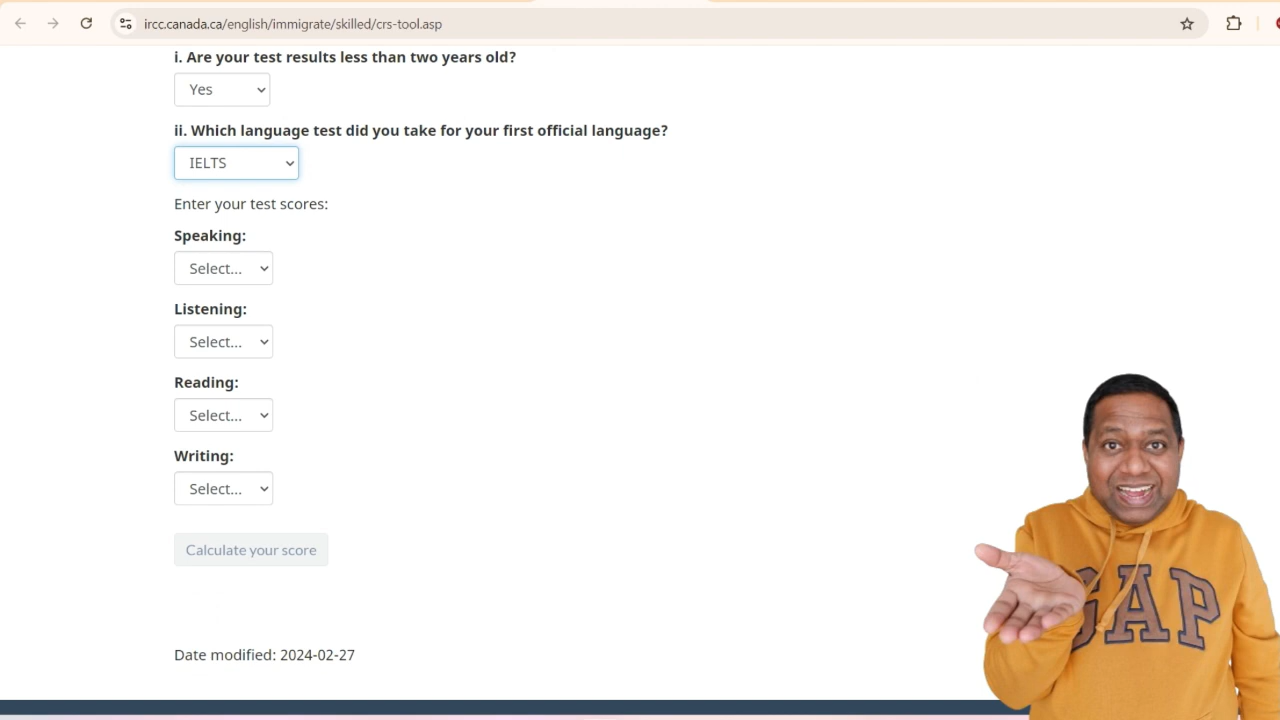 ircc.canada.ca/english/immigrate/skilled/crs-tool.asp
i. Are your test results less than two years old?
Yes
ii. Which language test did you take for your first official language?
IELTS
Enter your test scores:
Speaking:
Select...
Listening:
Select...
Reading:
Select...
Writing:
Select...
Calculate your score
GAP
Date modified: 2024-02-27